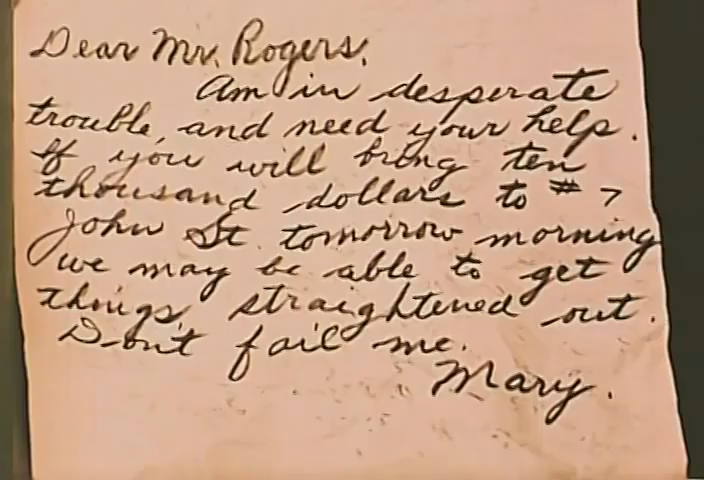 Dear Mr. Rogers.
Am in desperate
trouble, and need your help.
If you will bring ten
thousand dollars to # 7
John St. tomorrow morning
we may be able to get
things straightened out.
Don't fail me.
Mary.